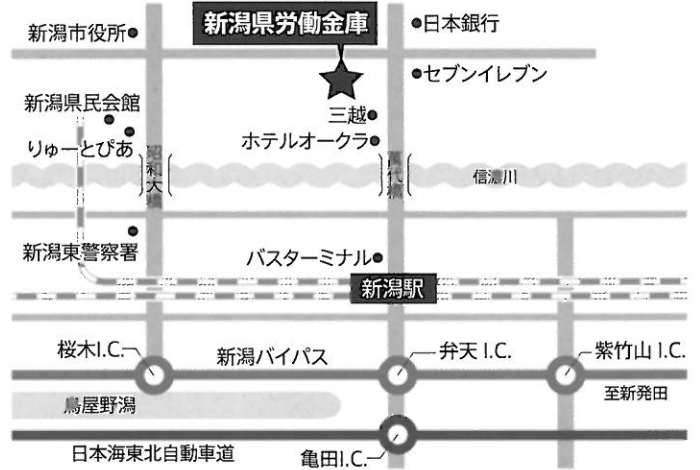 新潟県労働金庫
新潟市役所
日本銀行
セブンイレブン
新潟県民会館
三越
りゅーとぴあ
ホテルオークラ
昭和大橋
萬代橋
信濃川
新潟東警察署
バスターミナル
新潟駅
桜木I.C.
新潟バイパス
弁天 I.C.
紫竹山 I.C.
至新発田
鳥屋野潟
日本海東北自動車道
亀田I.C.